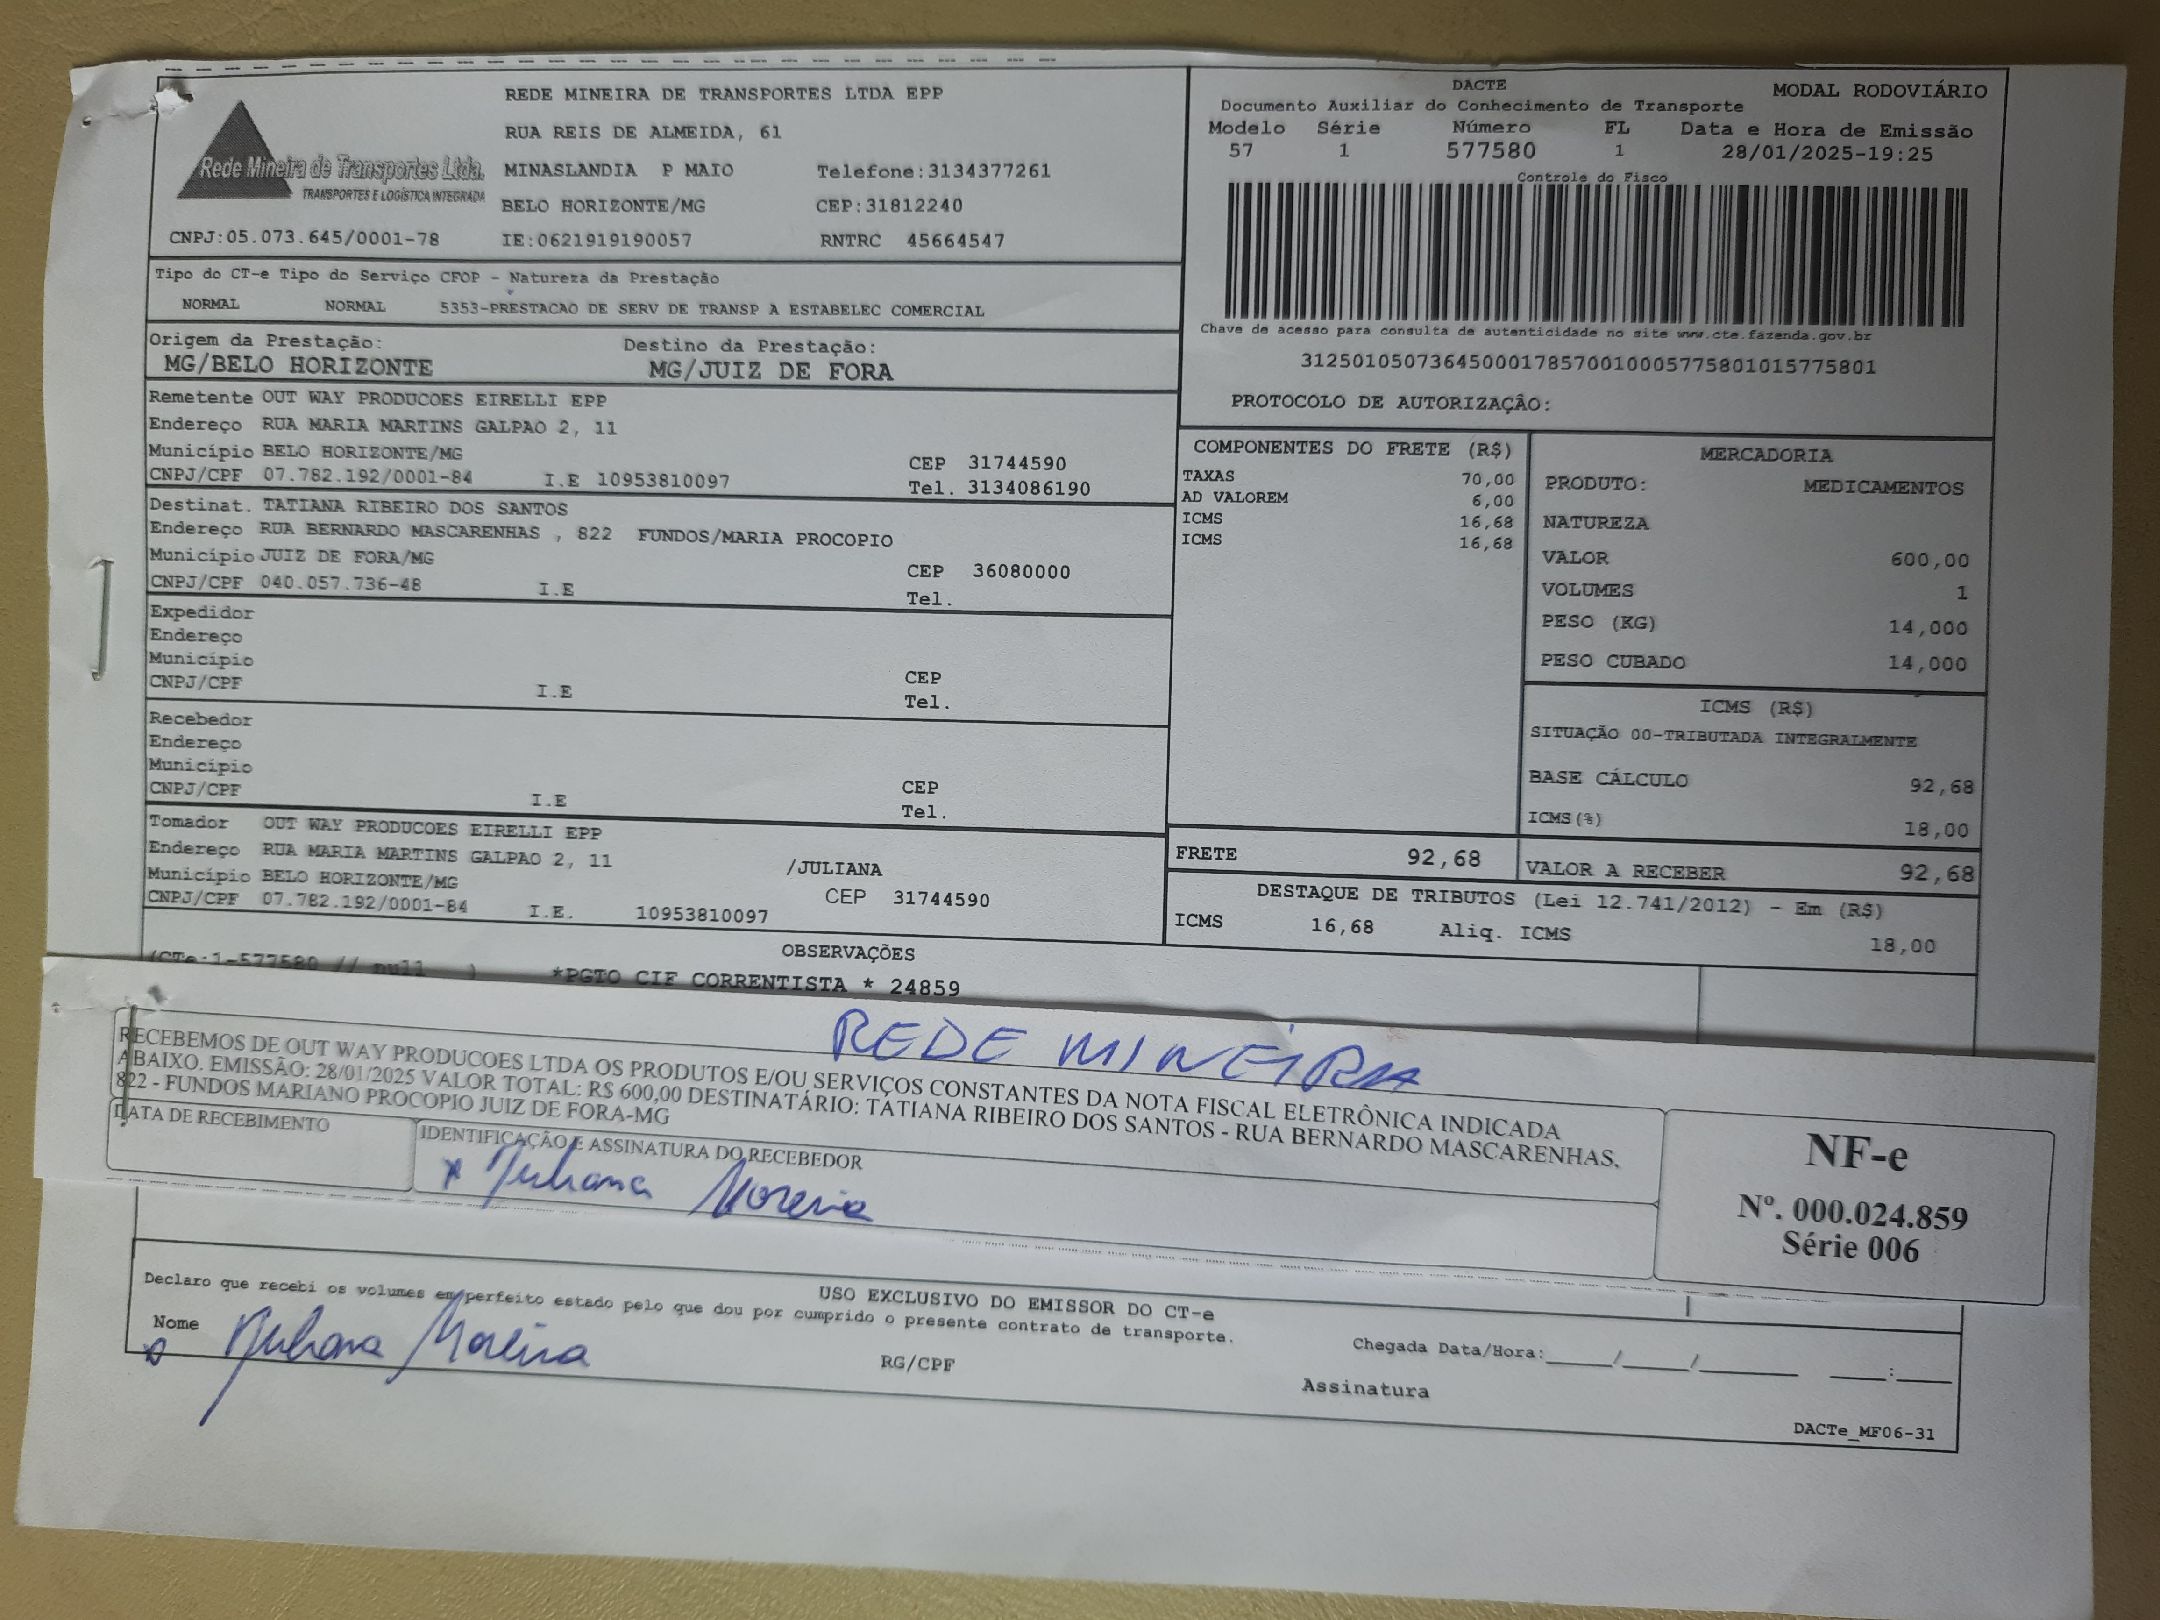 REDE MINEIRA DE TRANSPORTES LTDA EPP
RUA REIS DE ALMEIDA, 61
Rede Mineira de Transportes Ltda.
TRANSPORTES E LOGÍSTICA INTEGRADA
MINASLANDIA P MAIO Telefone:3134377261
BELO HORIZONTE/MG CEP:31812240
CNPJ:05.073.645/0001-78 IE:0621919190057 RNTRC 45664547
DACTE MODAL RODOVIÁRIO
Documento Auxiliar do Conhecimento de Transporte
Modelo Série Número FL Data e Hora de Emissão
57 1 577580 1 28/01/2025-19:25
Controle do Fisco
Chave de acesso para consulta de autenticidade no site www.cte.fazenda.gov.br
31250105073645000178570010005775801015775801
PROTOCOLO DE AUTORIZAÇÂO:
Tipo do CT-e Tipo do Serviço CFOP - Natureza da Prestação
NORMAL NORMAL 5353-PRESTACAO DE SERV DE TRANSP A ESTABELEC COMERCIAL
Origem da Prestação: Destino da Prestação:
MG/BELO HORIZONTE MG/JUIZ DE FORA
Remetente OUT WAY PRODUCOES EIRELLI EPP
Endereço RUA MARIA MARTINS GALPAO 2, 11
Município BELO HORIZONTE/MG CEP 31744590
CNPJ/CPF 07.782.192/0001-84 I.E 10953810097 Tel. 3134086190
Destinat. TATIANA RIBEIRO DOS SANTOS
Endereço RUA BERNARDO MASCARENHAS , 822 FUNDOS/MARIA PROCOPIO
Município JUIZ DE FORA/MG CEP 36080000
CNPJ/CPF 040.057.736-48 I.E Tel.
Expedidor
Endereço
Município CEP
CNPJ/CPF I.E Tel.
Recebedor
Endereço
Município CEP
CNPJ/CPF I.E Tel.
Tomador OUT WAY PRODUCOES EIRELLI EPP
Endereço RUA MARIA MARTINS GALPAO 2, 11 /JULIANA
Município BELO HORIZONTE/MG CEP 31744590
CNPJ/CPF 07.782.192/0001-84 I.E. 10953810097
COMPONENTES DO FRETE (R$)
TAXAS 70,00
AD VALOREM 6,00
ICMS 16,68
ICMS 16,68
MERCADORIA
PRODUTO: MEDICAMENTOS
NATUREZA
VALOR 600,00
VOLUMES 1
PESO (KG) 14,000
PESO CUBADO 14,000
ICMS (R$)
SITUAÇÃO 00-TRIBUTADA INTEGRALMENTE
BASE CÁLCULO 92,68
ICMS(%) 18,00
FRETE 92,68 VALOR A RECEBER 92,68
DESTAQUE DE TRIBUTOS (Lei 12.741/2012) - Em (R$)
ICMS 16,68 Aliq. ICMS 18,00
OBSERVAÇÕES
(CTe:1-577580 // null ) *PGTO CIF CORRENTISTA * 24859
REDE MINEIRA
RECEBEMOS DE OUT WAY PRODUCOES LTDA OS PRODUTOS E/OU SERVIÇOS CONSTANTES DA NOTA FISCAL ELETRÔNICA INDICADA
ABAIXO. EMISSÃO: 28/01/2025 VALOR TOTAL: R$ 600,00 DESTINATÁRIO: TATIANA RIBEIRO DOS SANTOS - RUA BERNARDO MASCARENHAS,
822 - FUNDOS MARIANO PROCOPIO JUIZ DE FORA-MG
DATA DE RECEBIMENTO IDENTIFICAÇÃO E ASSINATURA DO RECEBEDOR
x Juliana Moreira
NF-e
Nº. 000.024.859
Série 006
USO EXCLUSIVO DO EMISSOR DO CT-e
Declaro que recebi os volumes em perfeito estado pelo que dou por cumprido o presente contrato de transporte.
Nome Juliana Moreira RG/CPF
Chegada Data/Hora:_____/_____/_______ ____:____
Assinatura
DACTe_MF06-31